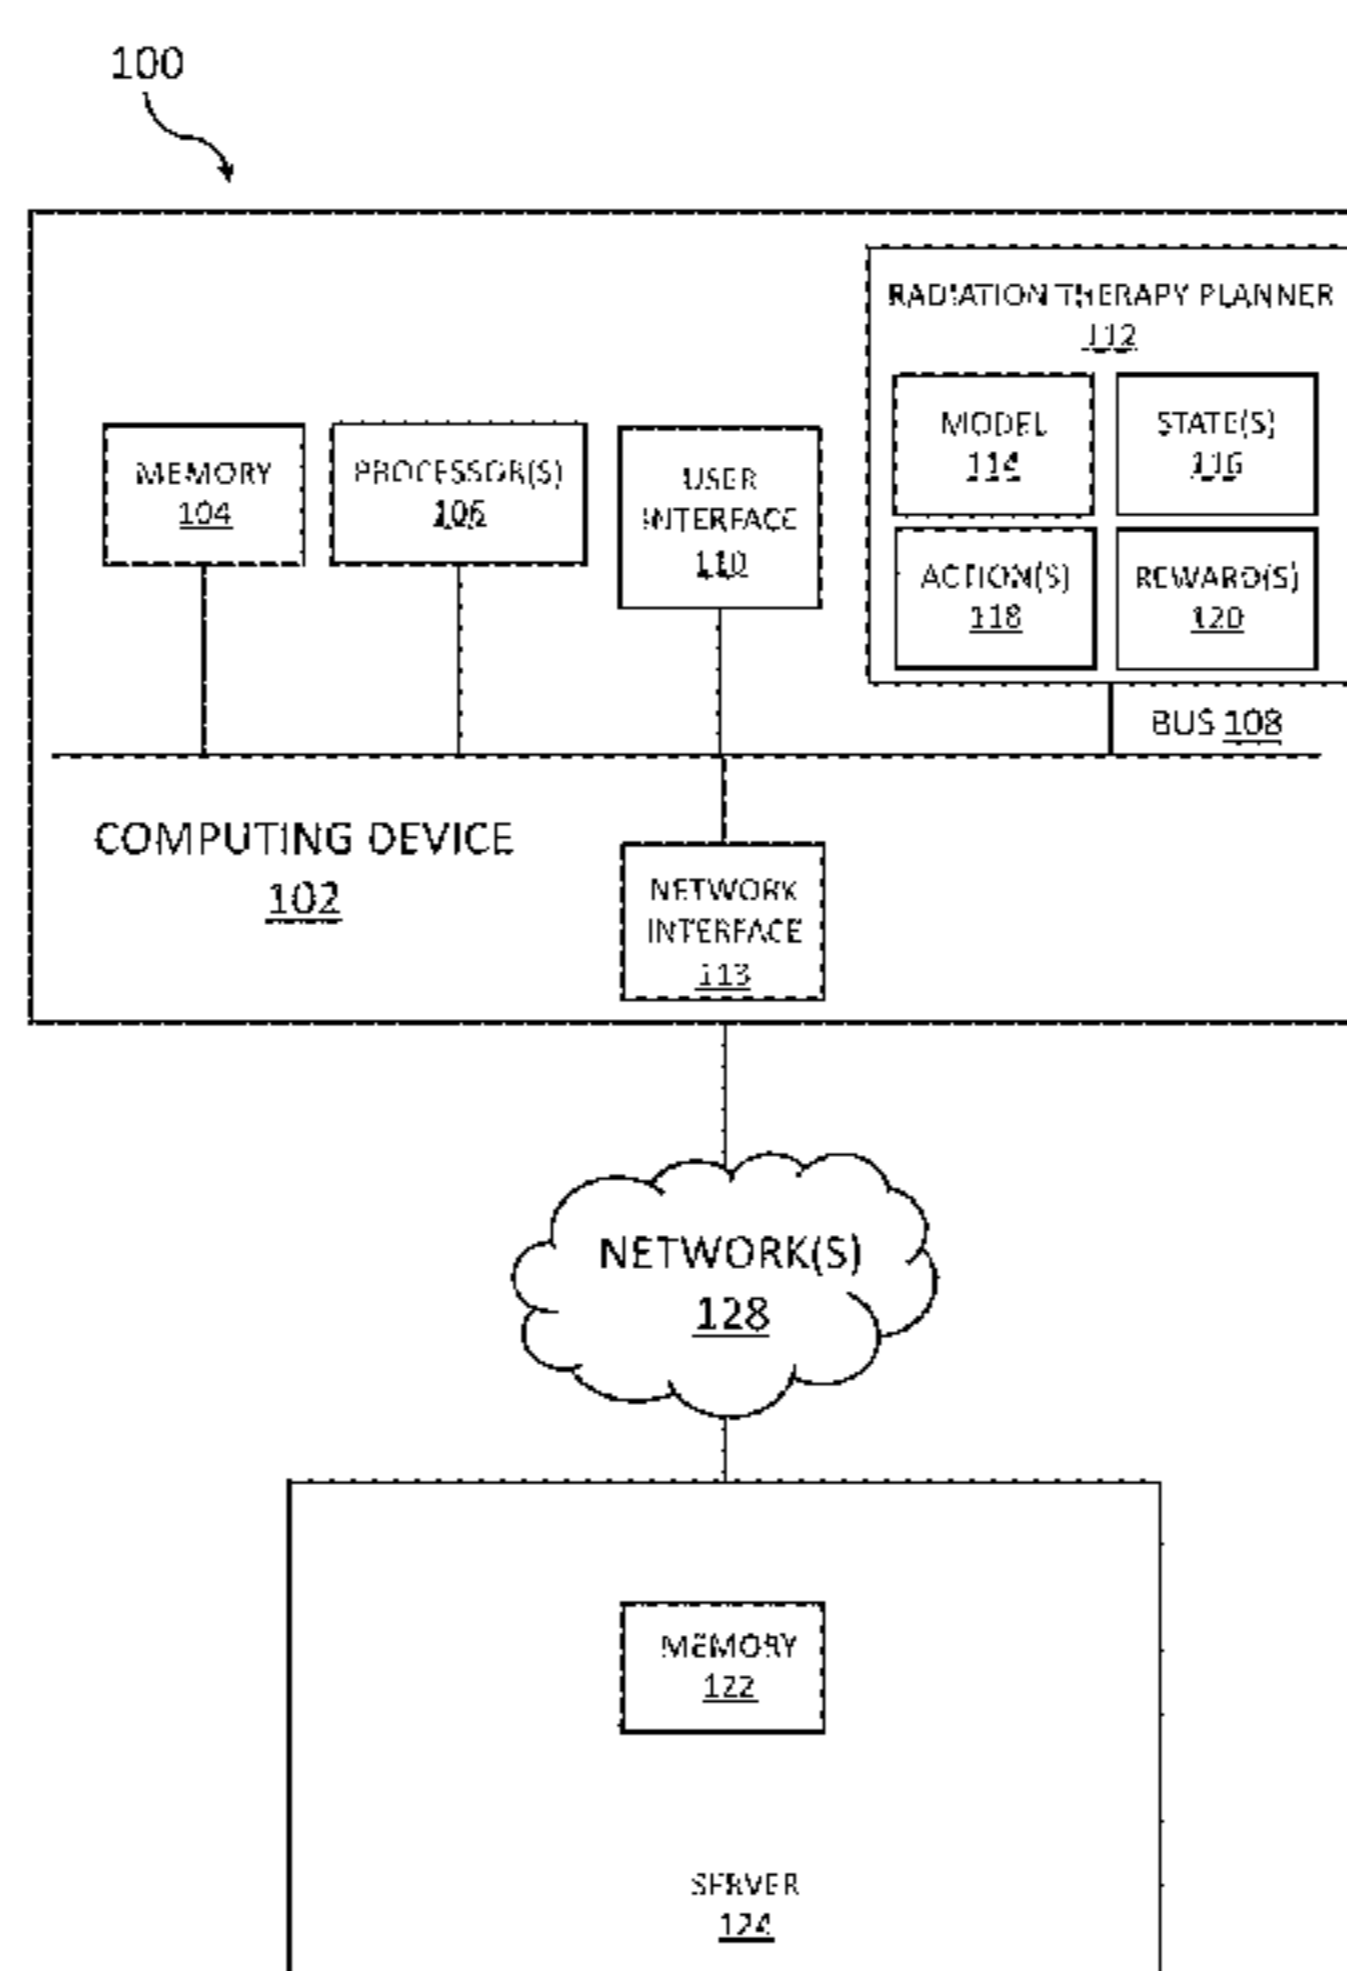 100
RADIATION THERAPY PLANNER
112
MODEL
114
STATE(S)
116
MEMORY
104
PROCESSOR(S)
106
USER
INTERFACE
110
ACTION(S)
118
REWARD(S)
120
BUS 108
COMPUTING DEVICE
102
NETWORK
INTERFACE
113
NETWORK(S)
128
MEMORY
122
SERVER
124